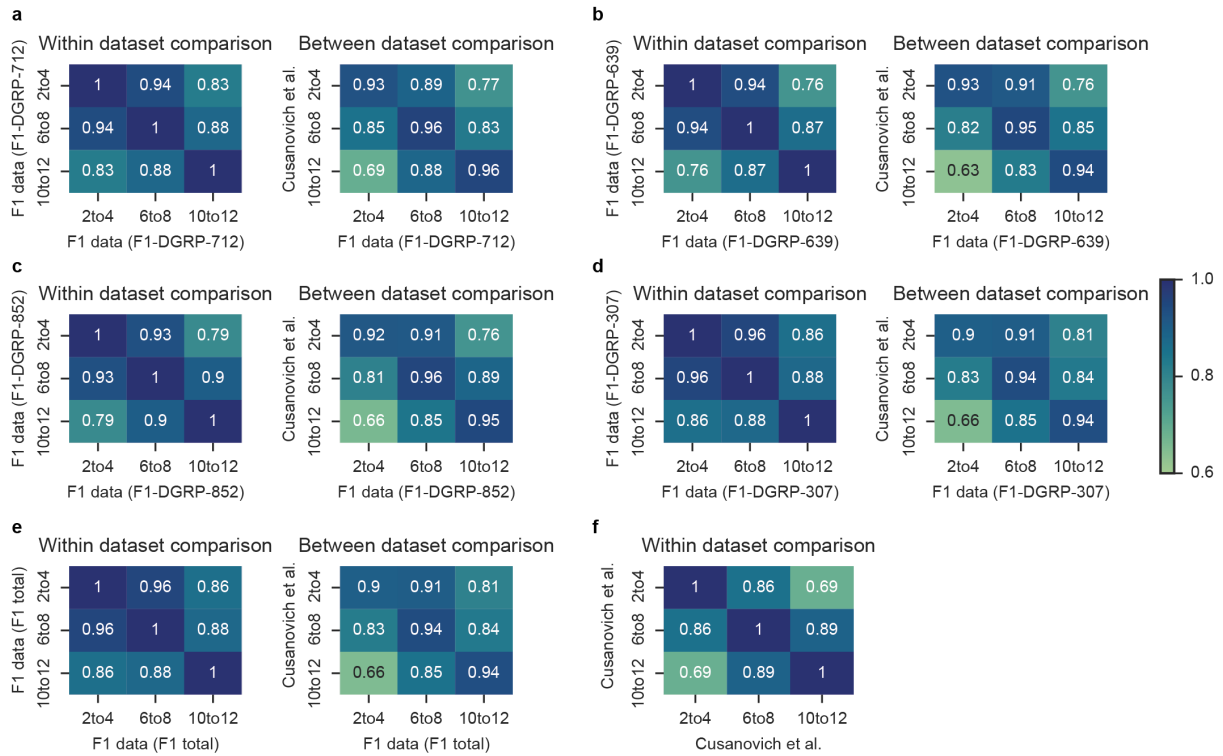 a
Within dataset comparison
F1 data (F1-DGRP-712)
2to4
6to8
10to12
1 0.94 0.83
0.94 1 0.88
0.83 0.88 1
2to4 6to8 10to12
F1 data (F1-DGRP-712)
Between dataset comparison
Cusanovich et al.
2to4
6to8
10to12
0.93 0.89 0.77
0.85 0.96 0.83
0.69 0.88 0.96
2to4 6to8 10to12
F1 data (F1-DGRP-712)
b
Within dataset comparison
F1 data (F1-DGRP-639)
2to4
6to8
10to12
1 0.94 0.76
0.94 1 0.87
0.76 0.87 1
2to4 6to8 10to12
F1 data (F1-DGRP-639)
Between dataset comparison
Cusanovich et al.
2to4
6to8
10to12
0.93 0.91 0.76
0.82 0.95 0.85
0.63 0.83 0.94
2to4 6to8 10to12
F1 data (F1-DGRP-639)
c
Within dataset comparison
F1 data (F1-DGRP-852)
2to4
6to8
10to12
1 0.93 0.79
0.93 1 0.9
0.79 0.9 1
2to4 6to8 10to12
F1 data (F1-DGRP-852)
Between dataset comparison
Cusanovich et al.
2to4
6to8
10to12
0.92 0.91 0.76
0.81 0.96 0.89
0.66 0.85 0.95
2to4 6to8 10to12
F1 data (F1-DGRP-852)
d
Within dataset comparison
F1 data (F1-DGRP-307)
2to4
6to8
10to12
1 0.96 0.86
0.96 1 0.88
0.86 0.88 1
2to4 6to8 10to12
F1 data (F1-DGRP-307)
Between dataset comparison
Cusanovich et al.
2to4
6to8
10to12
0.9 0.91 0.81
0.83 0.94 0.84
0.66 0.85 0.94
2to4 6to8 10to12
F1 data (F1-DGRP-307)
1.0
0.8
0.6
e
Within dataset comparison
F1 data (F1 total)
2to4
6to8
10to12
1 0.96 0.86
0.96 1 0.88
0.86 0.88 1
2to4 6to8 10to12
F1 data (F1 total)
Between dataset comparison
Cusanovich et al.
2to4
6to8
10to12
0.9 0.91 0.81
0.83 0.94 0.84
0.66 0.85 0.94
2to4 6to8 10to12
F1 data (F1 total)
f
Within dataset comparison
Cusanovich et al.
2to4
6to8
10to12
1 0.86 0.69
0.86 1 0.89
0.69 0.89 1
2to4 6to8 10to12
Cusanovich et al.